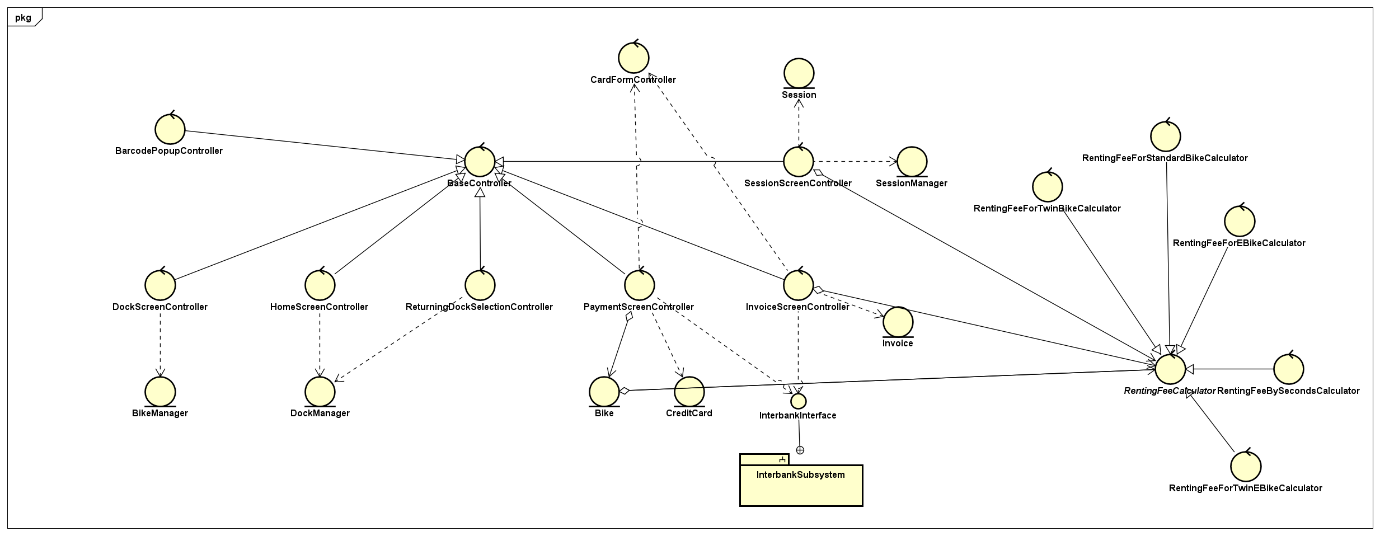 pkg
CardFormController
Session
BarcodePopupController
RentingFeeForStandardBikeCalculator
BaseController
SessionScreenController
SessionManager
RentingFeeForTwinBikeCalculator
RentingFeeForEBikeCalculator
DockScreenController
HomeScreenController
ReturningDockSelectionController
PaymentScreenController
InvoiceScreenController
Invoice
RentingFeeCalculator
RentingFeeBySecondsCalculator
BikeManager
DockManager
Bike
CreditCard
InterbankInterface
InterbankSubsystem
RentingFeeForTwinEBikeCalculator